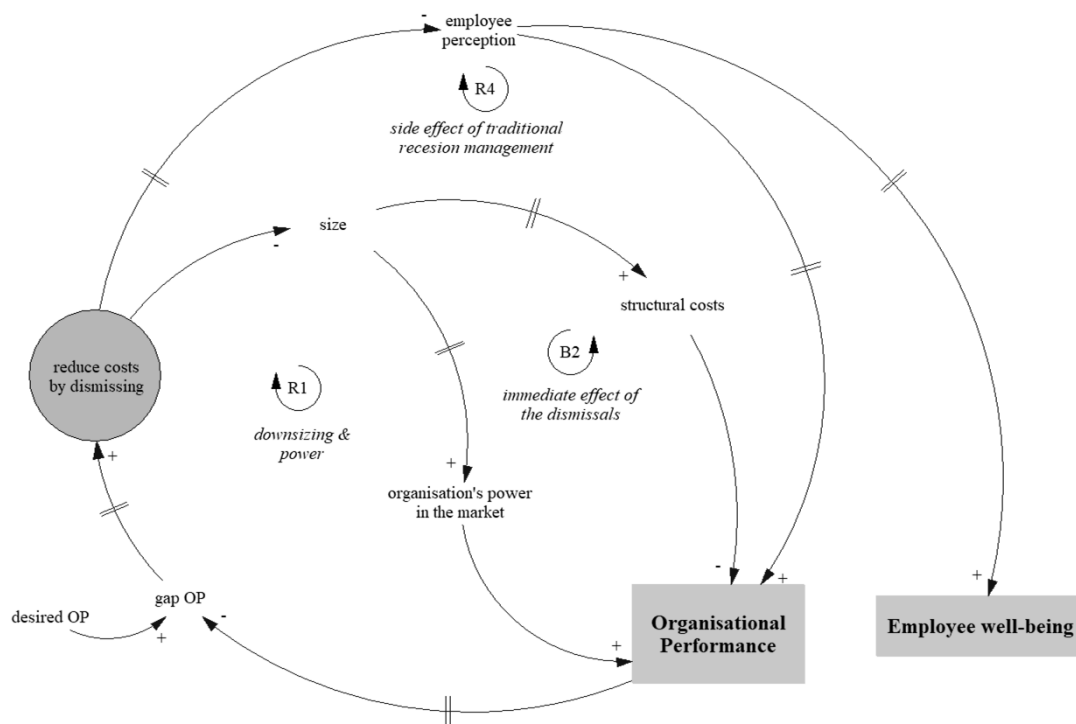 -
employee
perception
R4
side effect of traditional
recesion management
size
-
+
structural costs
reduce costs
by dismissing
R1
downsizing &
power
B2
immediate effect of
the dismissals
+
+
organisation's power
in the market
gap OP
-
desired OP
+
-
+
+
Organisational
Performance
+
Employee well-being